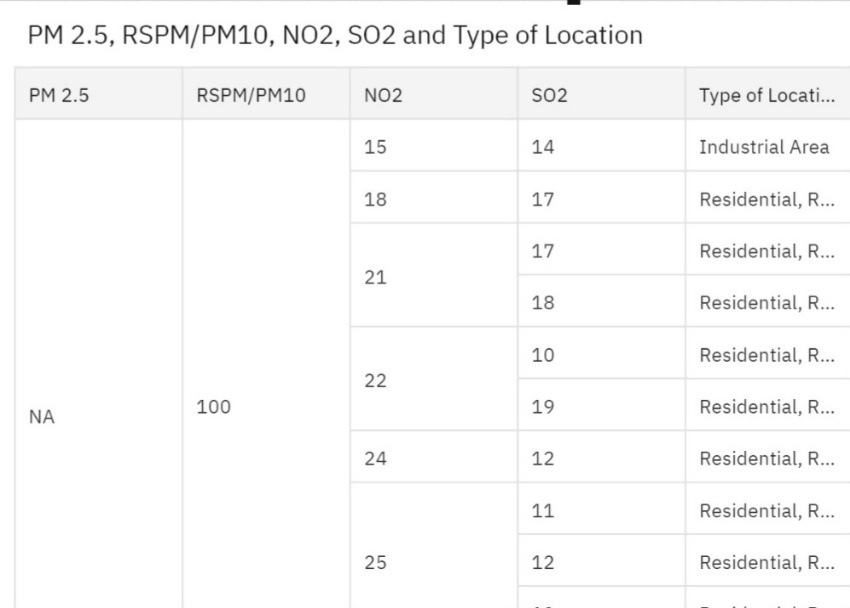 PM 2.5, RSPM/PM10, NO2, SO2 and Type of Location
PM 2.5 RSPM/PM10 NO2 SO2 Type of Locati...
15 14 Industrial Area
18 17 Residential, R...
17 Residential, R...
21
18 Residential, R...
10 Residential, R...
22
NA 100 19 Residential, R...
24 12 Residential, R...
11 Residential, R...
25 12 Residential, R...